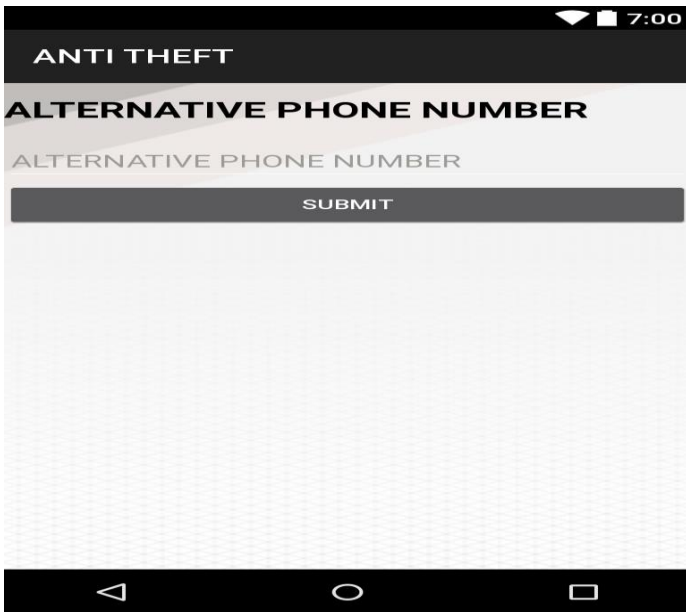 7:00
ANTI THEFT
ALTERNATIVE PHONE NUMBER
ALTERNATIVE PHONE NUMBER
SUBMIT